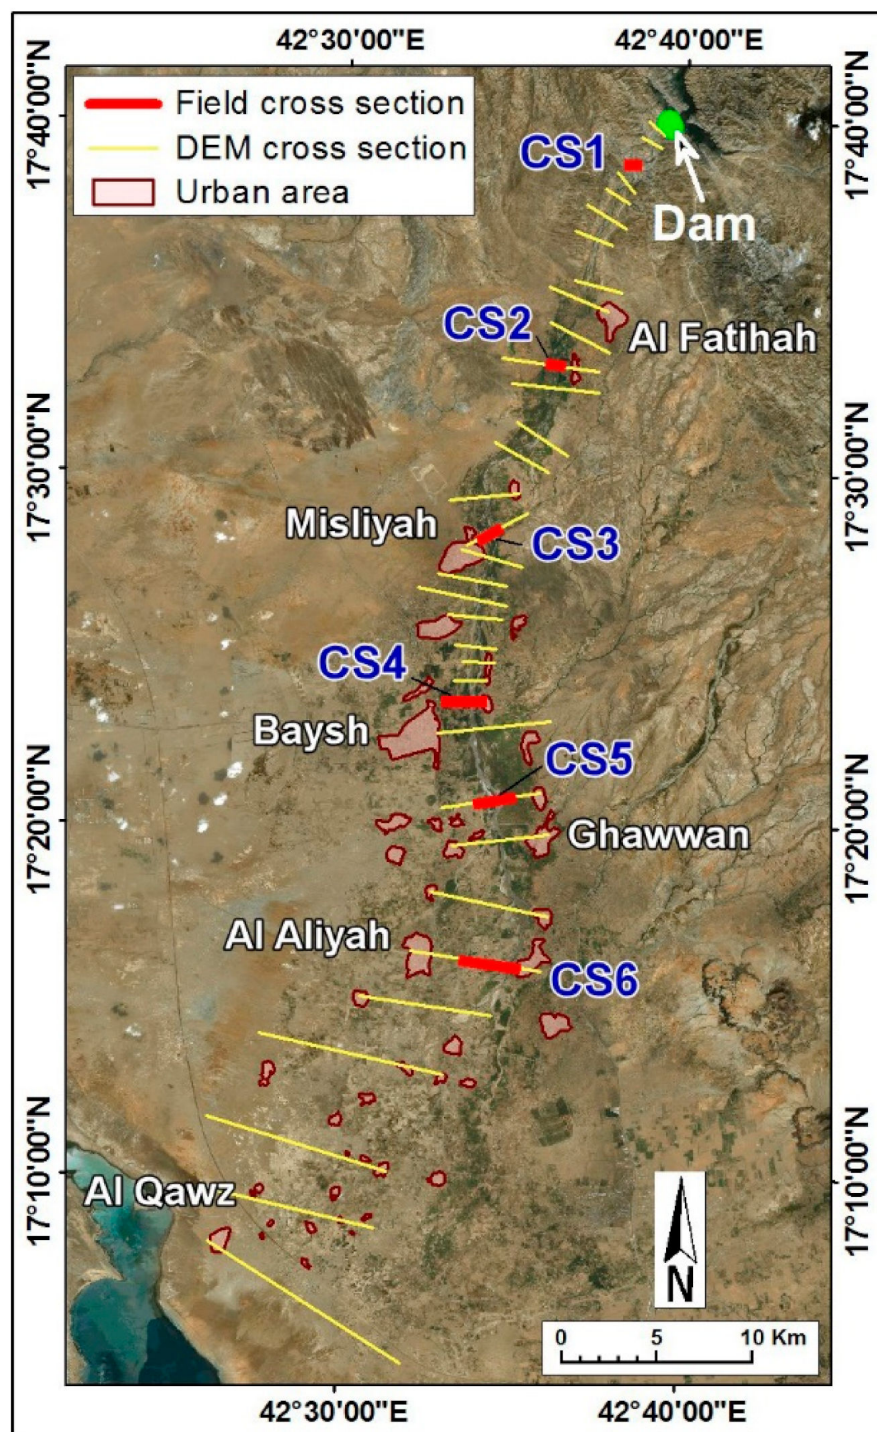 42°30'00"E 42°40'00"E
Field cross section
DEM cross section
Urban area
17°40'00"N 17°40'00"N
CS1
Dam
CS2
Al Fatihah
17°30'00"N 17°30'00"N
Misliyah
CS3
CS4
Baysh
CS5
17°20'00"N 17°20'00"N
Ghawwan
Al Aliyah
CS6
17°10'00"N 17°10'00"N
Al Qawz
N
0 5 10 Km
42°30'00"E 42°40'00"E